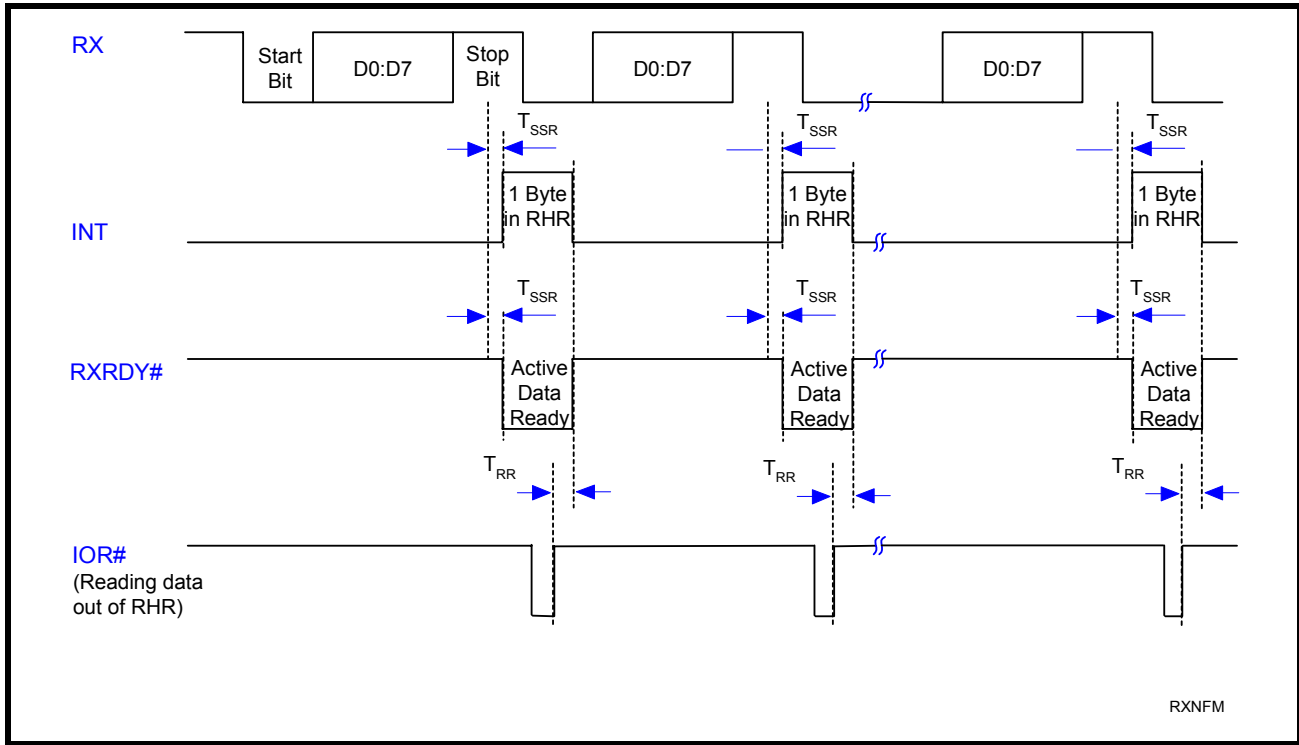 RX
Start
Bit
D0:D7
Stop
Bit
D0:D7
D0:D7
TSSR
TSSR
TSSR
INT
1 Byte
in RHR
1 Byte
in RHR
1 Byte
in RHR
TSSR
TSSR
TSSR
RXRDY#
Active
Data
Ready
Active
Data
Ready
Active
Data
Ready
TRR
TRR
TRR
IOR#
(Reading data
out of RHR)
RXNFM